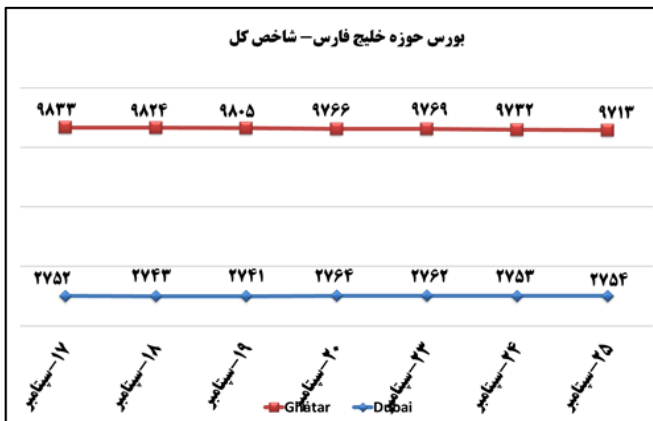 بورس حوزه خلیج فارس– شاخص کل
۹۸۳۳ ۹۸۲۴ ۹۸۰۵ ۹۷۶۶ ۹۷۶۹ ۹۷۳۲ ۹۷۱۳
۲۷۵۲ ۲۷۴۳ ۲۷۴۱ ۲۷۶۴ ۲۷۶۲ ۲۷۵۳ ۲۷۵۴
۱۷-سپتامبر ۱۸-سپتامبر ۱۹-سپتامبر ۲۰-سپتامبر ۲۳-سپتامبر ۲۴-سپتامبر ۲۵-سپتامبر
Ghatar Dubai